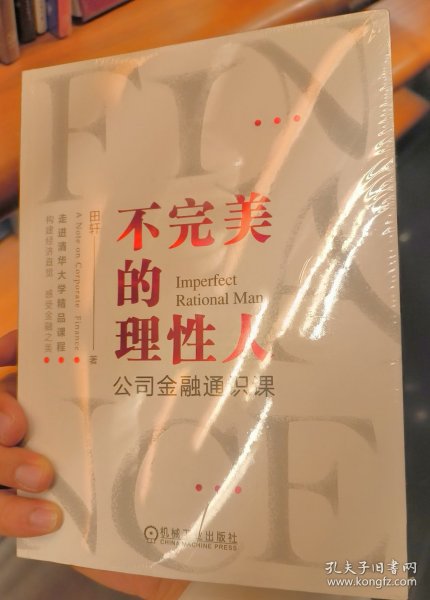 FIN
A
NCE
不完美
的
理性人
Imperfect
Rational Man
公司金融通识课
田轩
著
A Note on Corporate Finance
走进清华大学精品课程
构建经济直觉 感受金融之美
机械工业出版社
CHINA MACHINE PRESS
孔夫子旧书网
www.kongfz.com